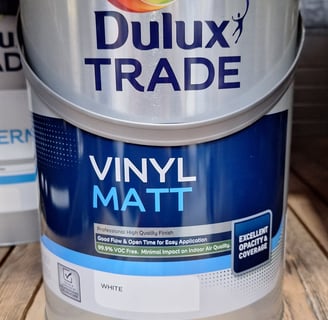 Dulux
TRADE
VINYL
MATT
Professional High Quality Finish
Good Flow & Open Time for Easy Application
99.9% VOC Free. Minimal Impact on Indoor Air Quality.
EXCELLENT
OPACITY &
COVERAGE
WHITE